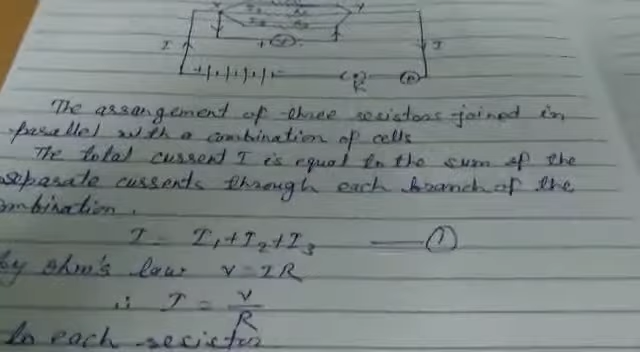 X Y
I I
K
The arrangement of three resistors joined in
parallel with a combination of cells
The total current I is equal to the sum of the
separate currents through each branch of the
ombination.
I = I₁+I₂+I₃ — ①
by ohm's law V=IR
∴ I = V/R
In each resistor